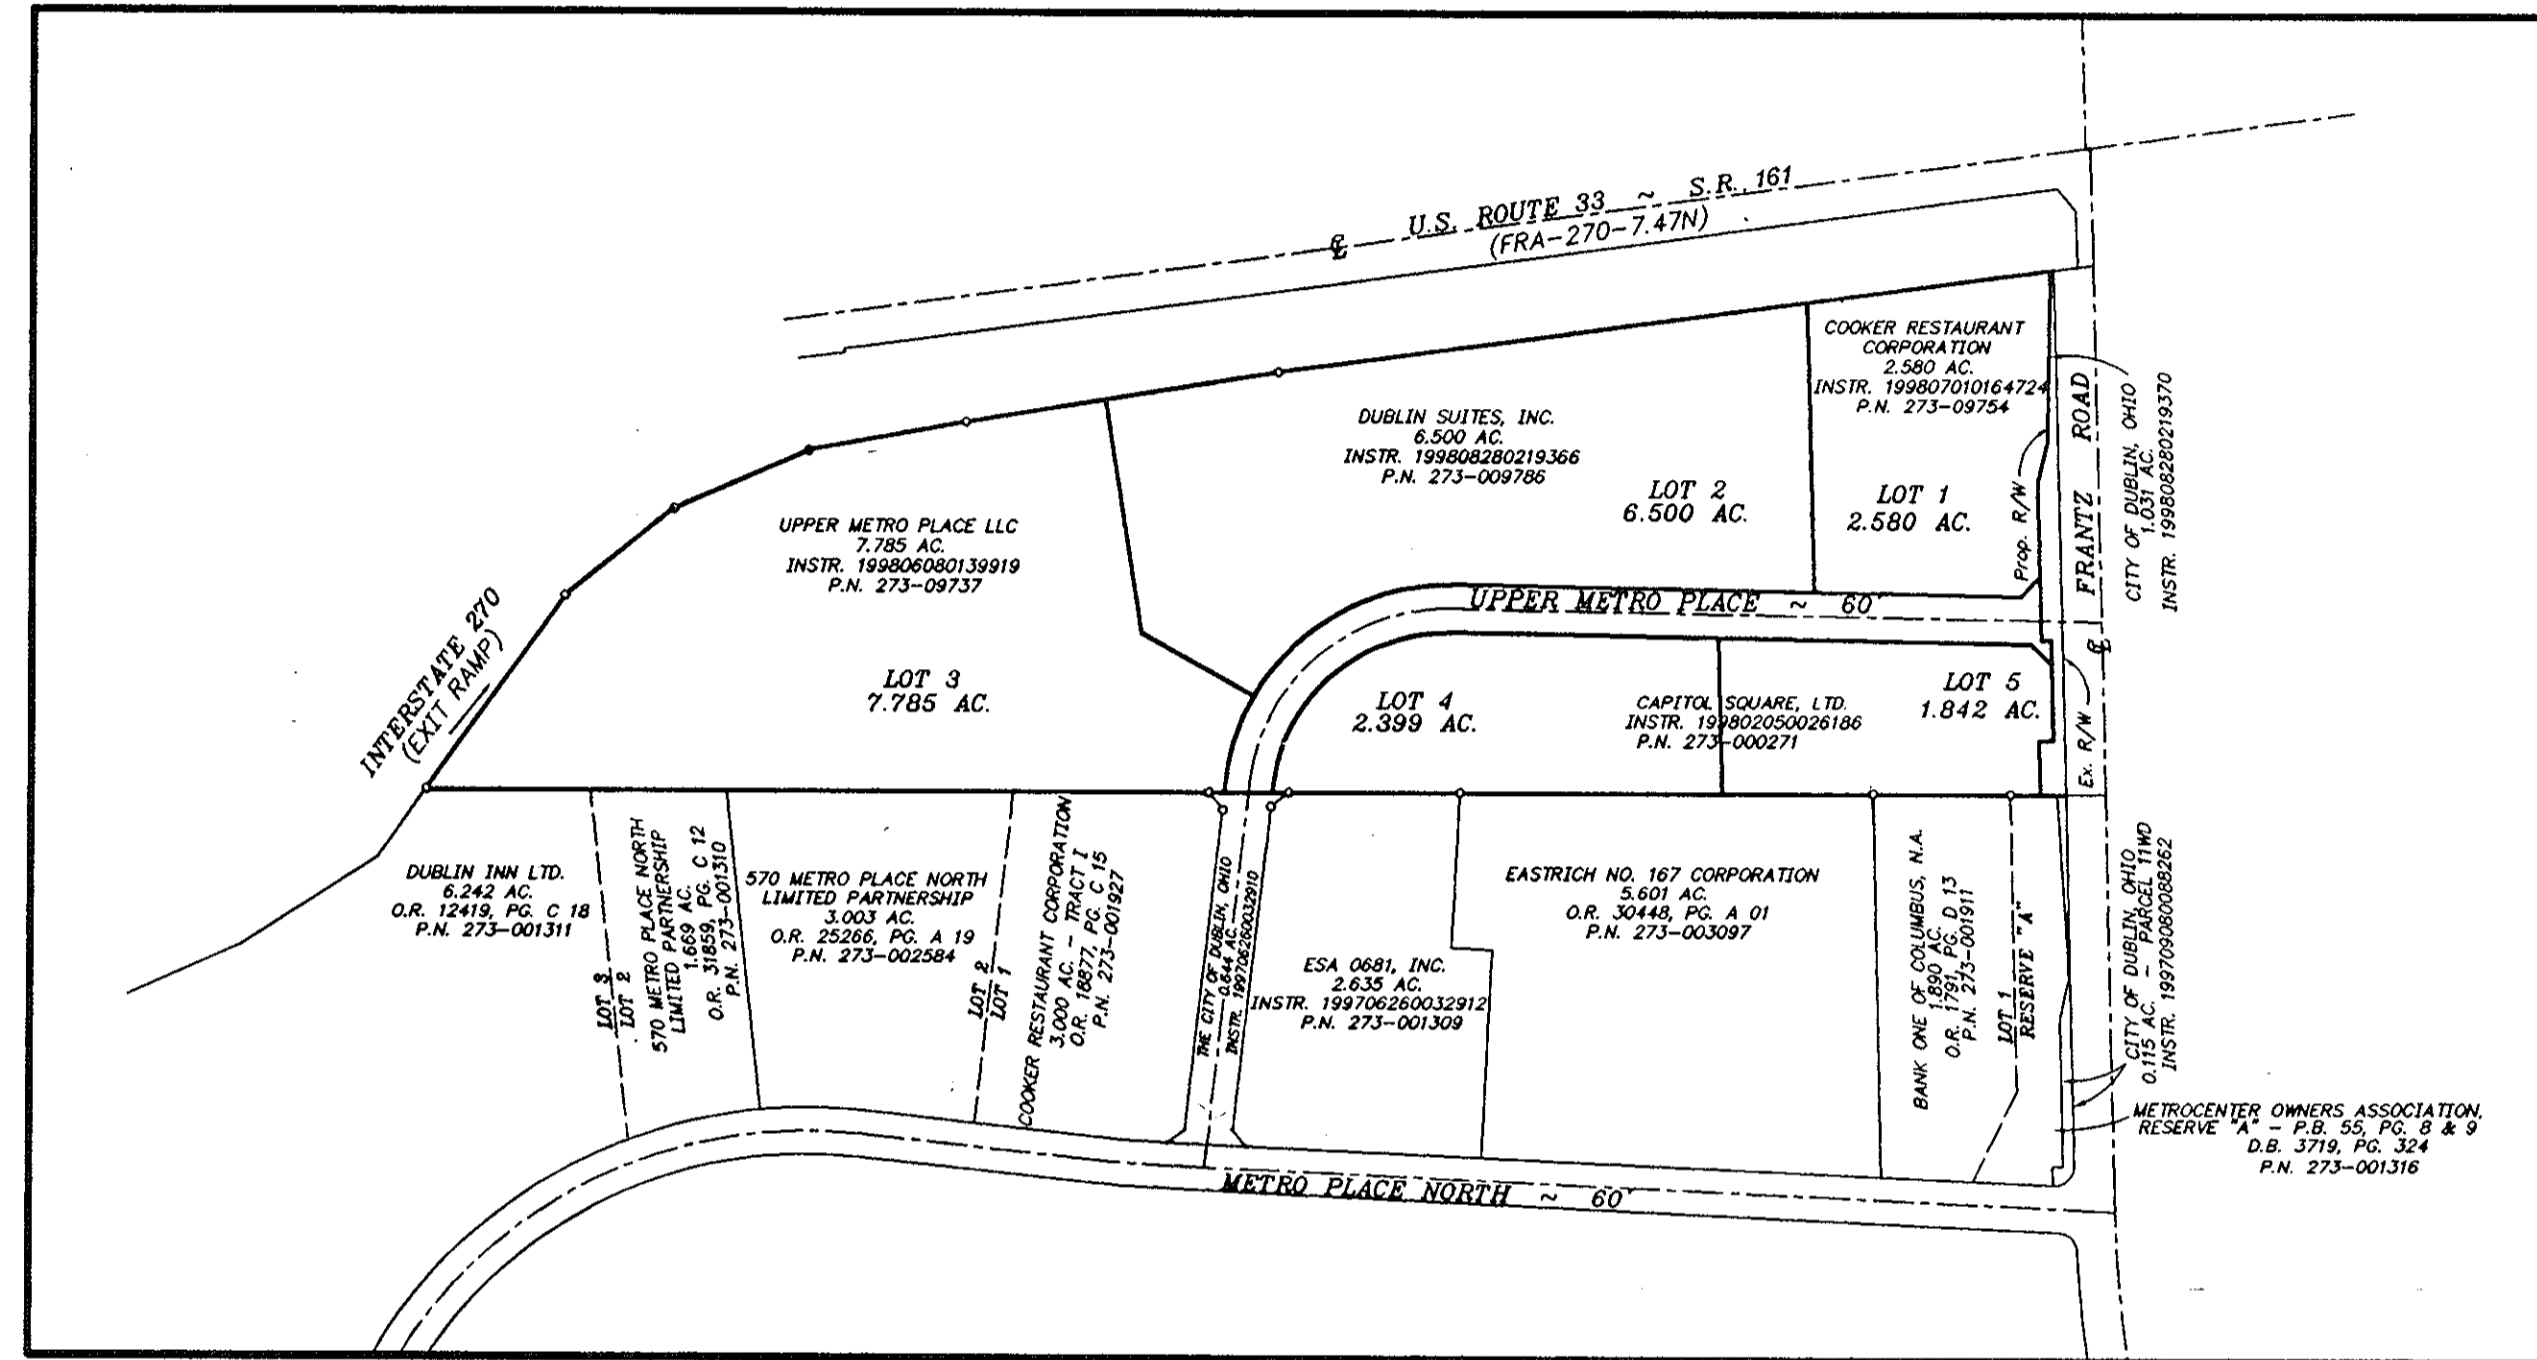 U.S. ROUTE 33 ~ S.R. 161
(FRA-270-7.47N)
COOKER RESTAURANT
CORPORATION
2.580 AC.
INSTR. 199807010164724
P.N. 273-09754
LOT 1
2.580 AC.
DUBLIN SUITES, INC.
6.500 AC.
INSTR. 199808280219366
P.N. 273-009786
LOT 2
6.500 AC.
UPPER METRO PLACE LLC
7.785 AC.
INSTR. 199806080139919
P.N. 273-09737
LOT 3
7.785 AC.
INTERSTATE 270
(EXIT RAMP)
UPPER METRO PLACE ~ 60'
Prop. R/W
FRANTZ ROAD
CITY OF DUBLIN, OHIO
1.031 AC.
INSTR. 199808280219370
LOT 4
2.399 AC.
CAPITOL SQUARE, LTD.
INSTR. 199802050026186
P.N. 273-000271
LOT 5
1.842 AC.
Ex. R/W
DUBLIN INN LTD.
6.242 AC.
O.R. 12419, PG. C 18
P.N. 273-001311
LOT 3
LOT 2
570 METRO PLACE NORTH
LIMITED PARTNERSHIP
1.669 AC.
O.R. 31859, PG. C 12
P.N. 273-001310
570 METRO PLACE NORTH
LIMITED PARTNERSHIP
3.003 AC.
O.R. 25266, PG. A 19
P.N. 273-002584
LOT 2
LOT 1
COOKER RESTAURANT CORPORATION
3.000 AC. - TRACT I
O.R. 18877, PG. C 15
P.N. 273-001927
THE CITY OF DUBLIN, OHIO
0.644 AC.
INSTR. 199706260032910
ESA 0681, INC.
2.635 AC.
INSTR. 199706260032912
P.N. 273-001309
EASTRICH NO. 167 CORPORATION
5.601 AC.
O.R. 30448, PG. A 01
P.N. 273-003097
BANK ONE OF COLUMBUS, N.A.
1.890 AC.
O.R. 1791, PG. D 13
P.N. 273-001911
LOT 1
RESERVE "A"
CITY OF DUBLIN, OHIO
0.115 AC. - PARCEL 11WD
INSTR. 199709080088262
METROCENTER OWNERS ASSOCIATION.
RESERVE "A" - P.B. 55, PG. 8 & 9
D.B. 3719, PG. 324
P.N. 273-001316
METRO PLACE NORTH ~ 60'